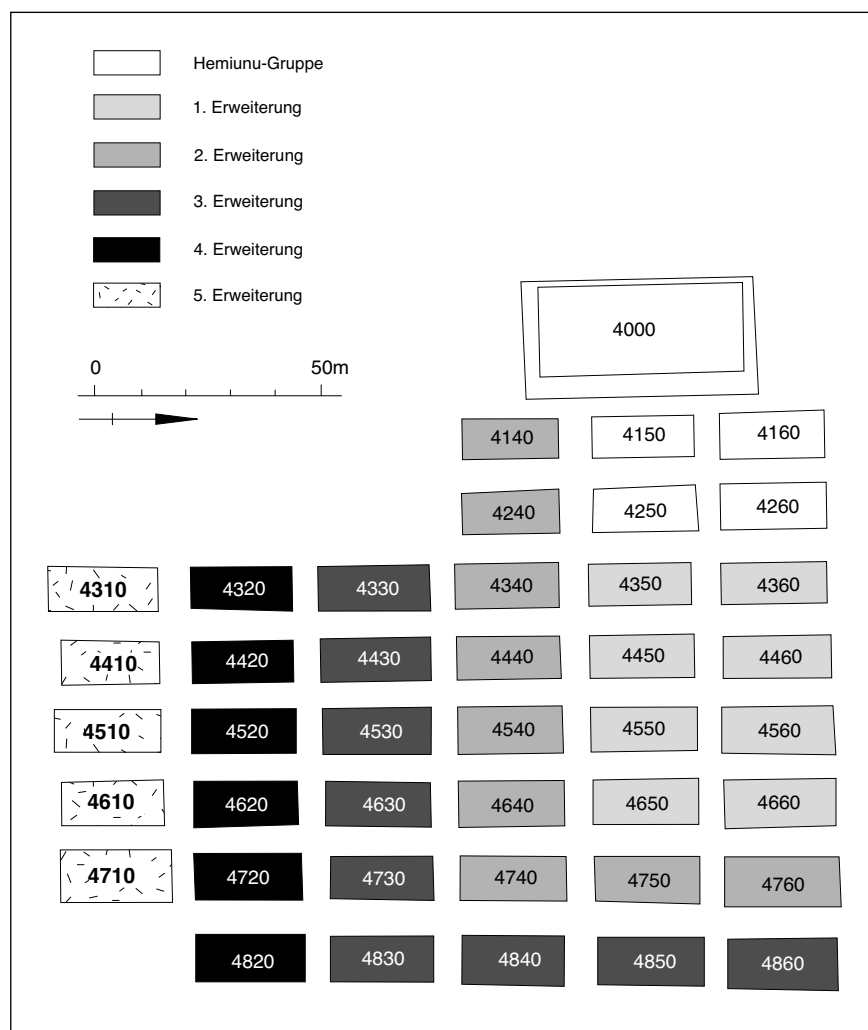 Hemiunu-Gruppe
1. Erweiterung
2. Erweiterung
3. Erweiterung
4. Erweiterung
5. Erweiterung
0 50m
4000
4140 4150 4160
4240 4250 4260
4310 4320 4330 4340 4350 4360
4410 4420 4430 4440 4450 4460
4510 4520 4530 4540 4550 4560
4610 4620 4630 4640 4650 4660
4710 4720 4730 4740 4750 4760
4820 4830 4840 4850 4860